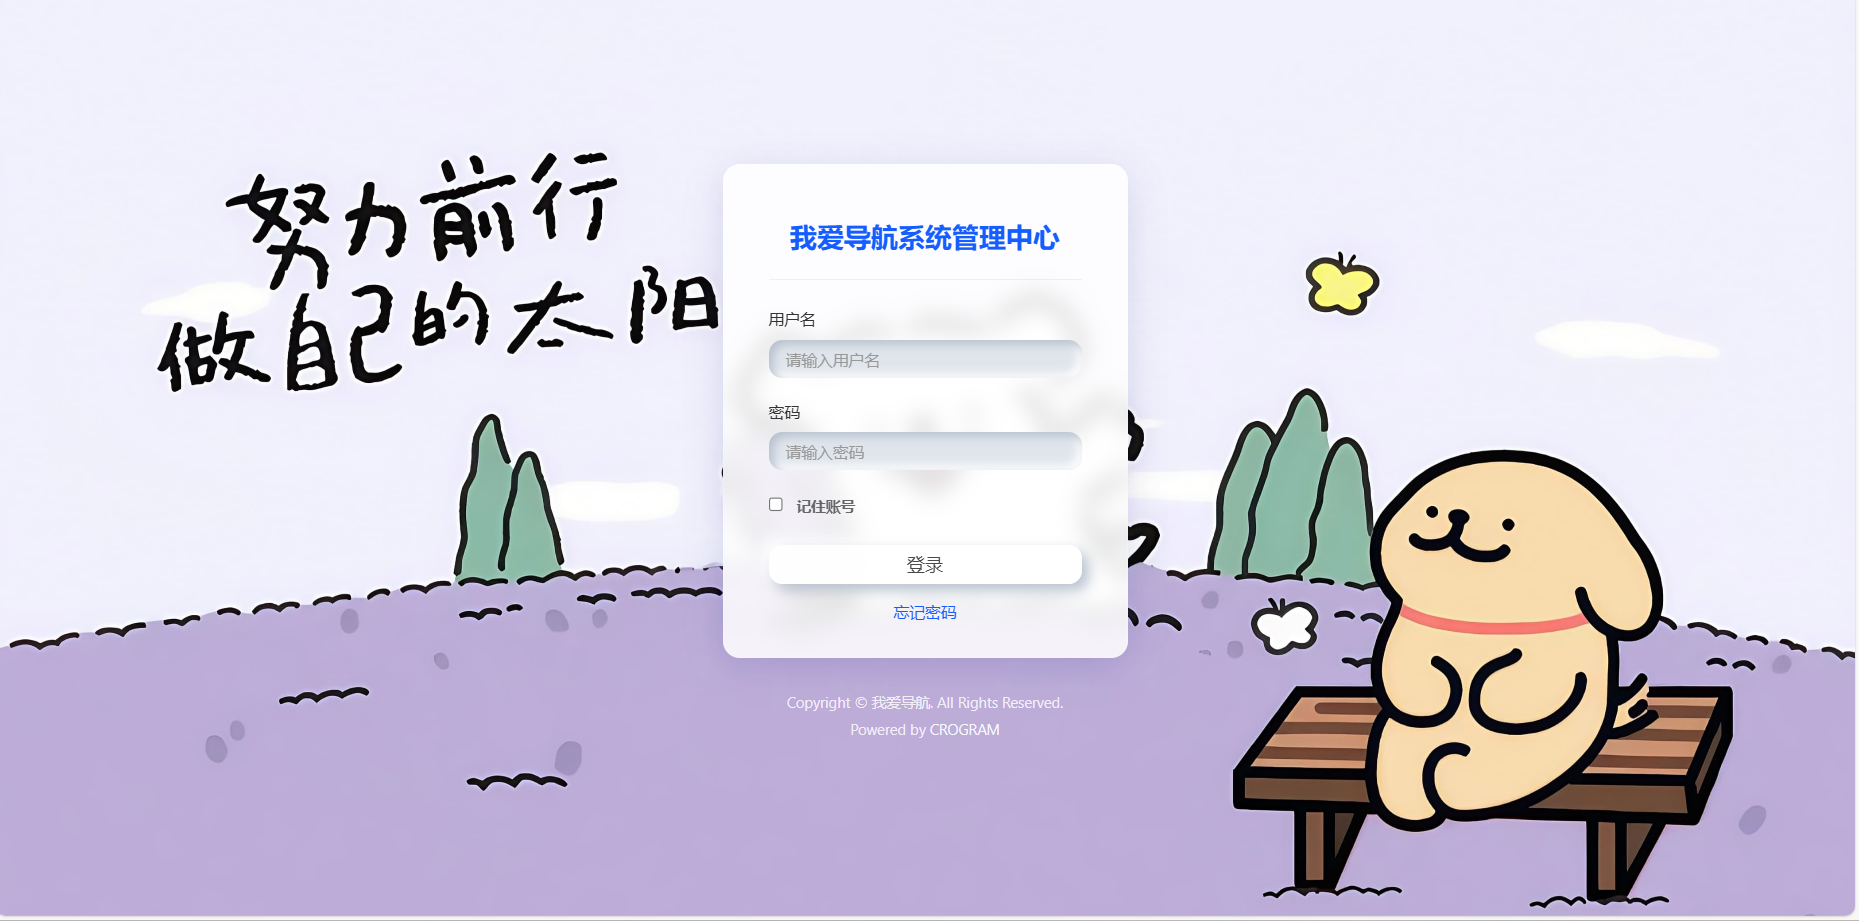 努力前行
做自己的太阳
我爱导航系统管理中心
用户名
请输入用户名
密码
请输入密码
记住账号
登录
忘记密码
Copyright © 我爱导航. All Rights Reserved.
Powered by CROGRAM